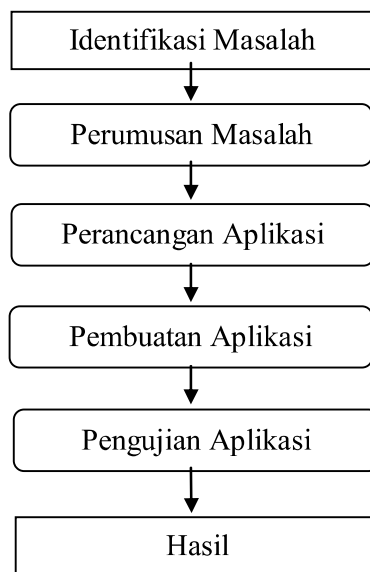 Identifikasi Masalah
Perumusan Masalah
Perancangan Aplikasi
Pembuatan Aplikasi
Pengujian Aplikasi
Hasil